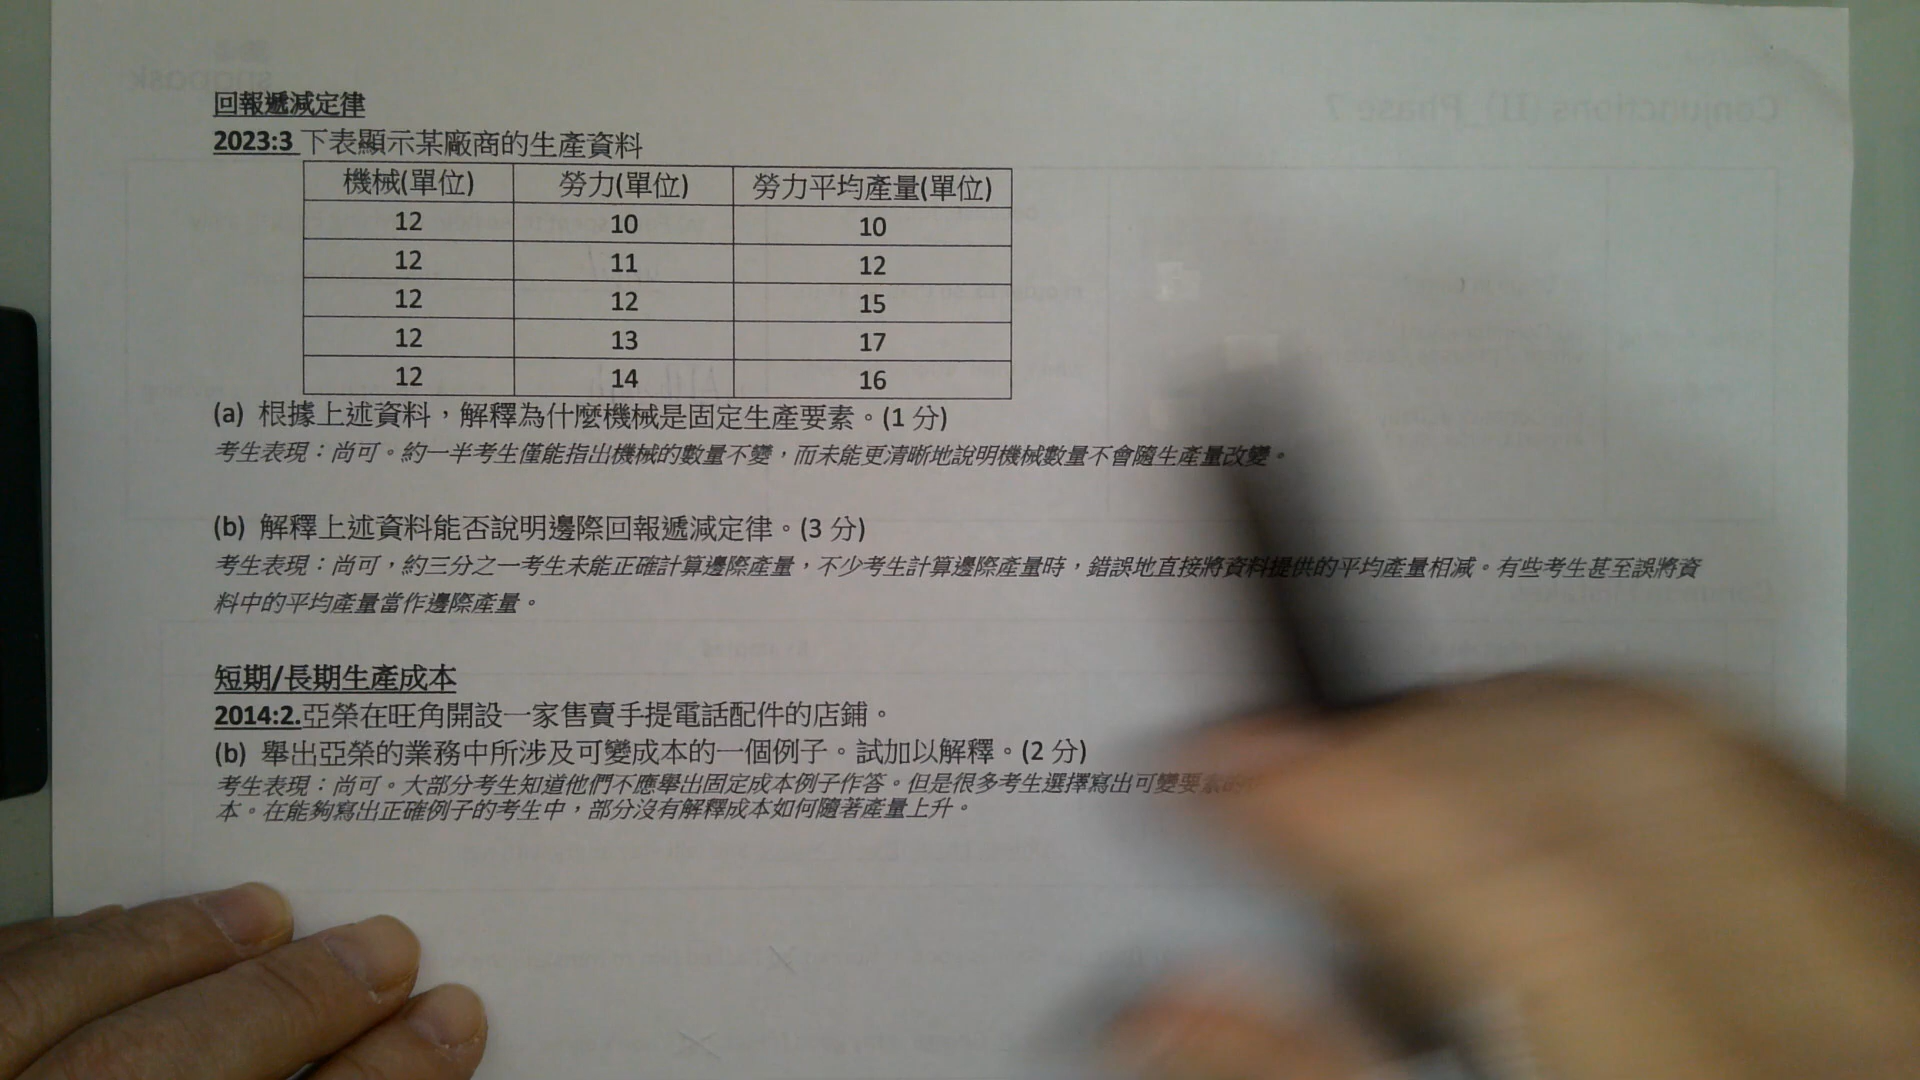 回報遞減定律
2023:3 下表顯示某廠商的生產資料
機械(單位) 勞力(單位) 勞力平均產量(單位)
12 10 10
12 11 12
12 12 15
12 13 17
12 14 16
(a) 根據上述資料，解釋為什麼機械是固定生產要素。(1 分)
考生表現：尚可。約一半考生僅能指出機械的數量不變，而未能更清晰地說明機械數量不會隨生產量改變。
(b) 解釋上述資料能否說明邊際回報遞減定律。(3 分)
考生表現：尚可，約三分之一考生未能正確計算邊際產量，不少考生計算邊際產量時，錯誤地直接將資料提供的平均產量相減。有些考生甚至誤將資
料中的平均產量當作邊際產量。
短期/長期生產成本
2014:2.亞榮在旺角開設一家售賣手提電話配件的店鋪。
(b) 舉出亞榮的業務中所涉及可變成本的一個例子。試加以解釋。(2 分)
考生表現：尚可。大部分考生知道他們不應舉出固定成本例子作答。但是很多考生選擇寫出可變要素的
本。在能夠寫出正確例子的考生中，部分沒有解釋成本如何隨著產量上升。